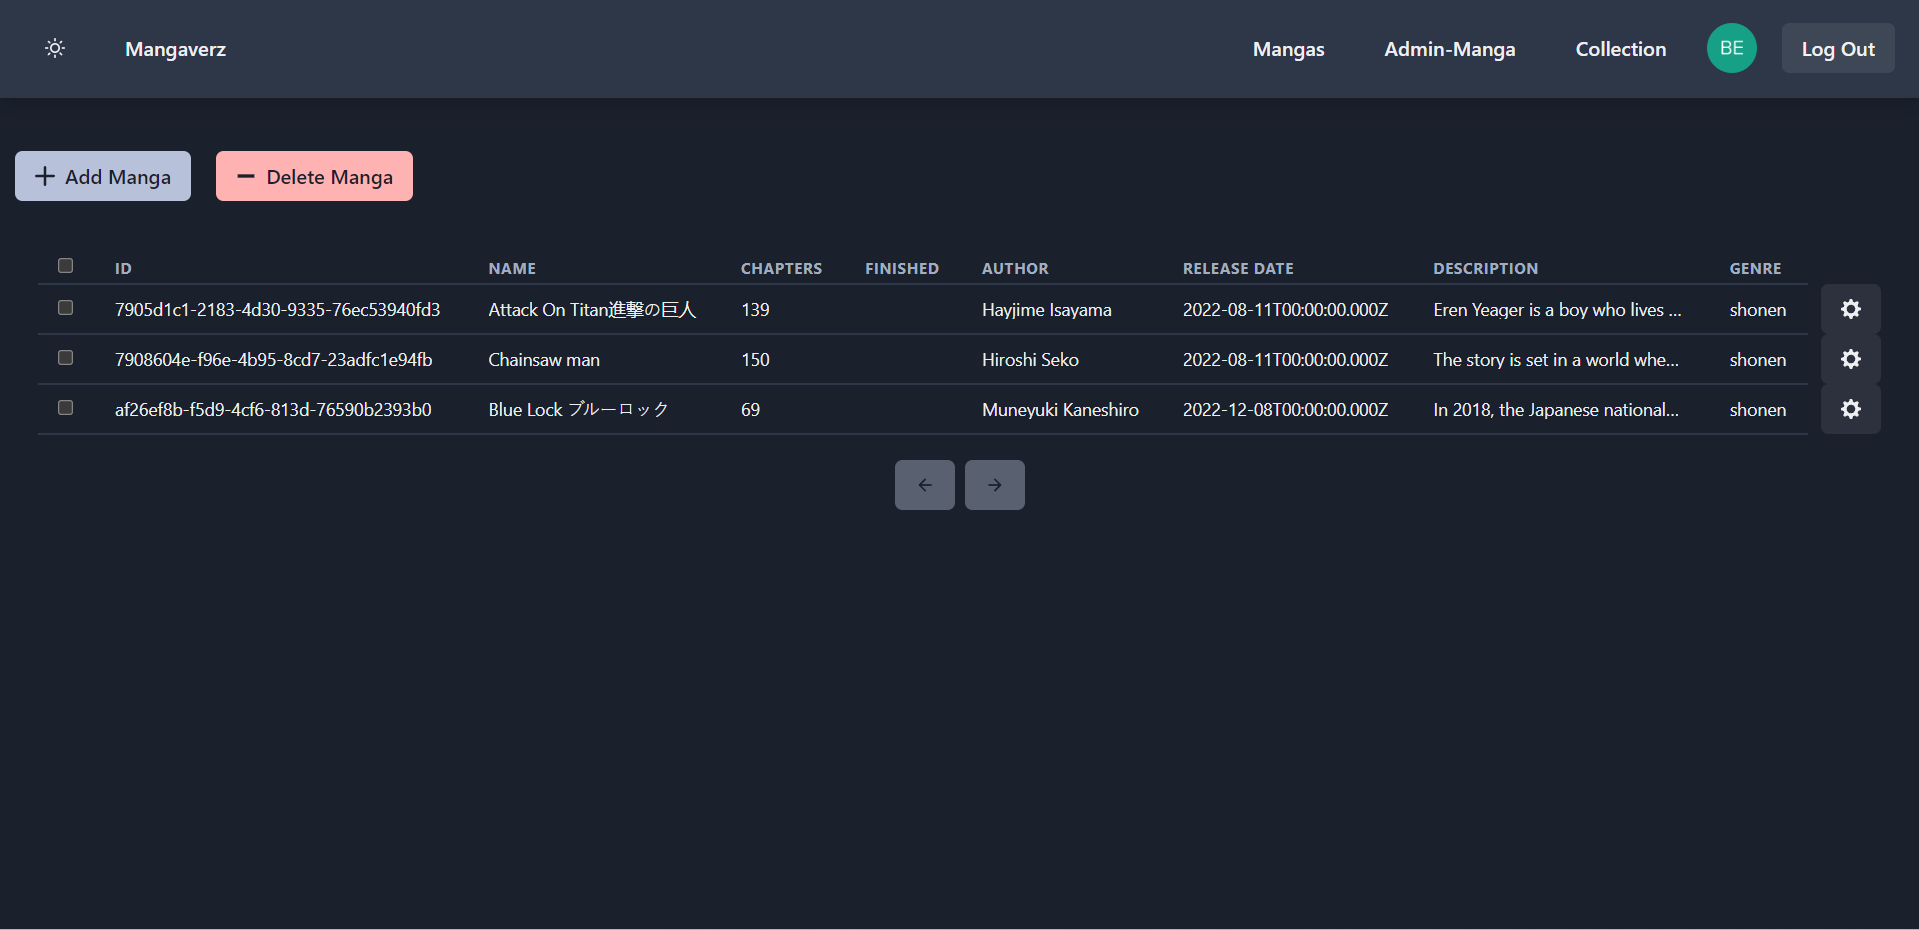 Mangaverz Mangas Admin-Manga Collection BE Log Out
Add Manga Delete Manga
ID NAME CHAPTERS FINISHED AUTHOR RELEASE DATE DESCRIPTION GENRE
7905d1c1-2183-4d30-9335-76ec53940fd3 Attack On Titan進撃の巨人 139 Hayjime Isayama 2022-08-11T00:00:00.000Z Eren Yeager is a boy who lives ... shonen
7908604e-f96e-4b95-8cd7-23adfc1e94fb Chainsaw man 150 Hiroshi Seko 2022-08-11T00:00:00.000Z The story is set in a world whe... shonen
af26ef8b-f5d9-4cf6-813d-76590b2393b0 Blue Lock ブルーロック 69 Muneyuki Kaneshiro 2022-12-08T00:00:00.000Z In 2018, the Japanese national... shonen